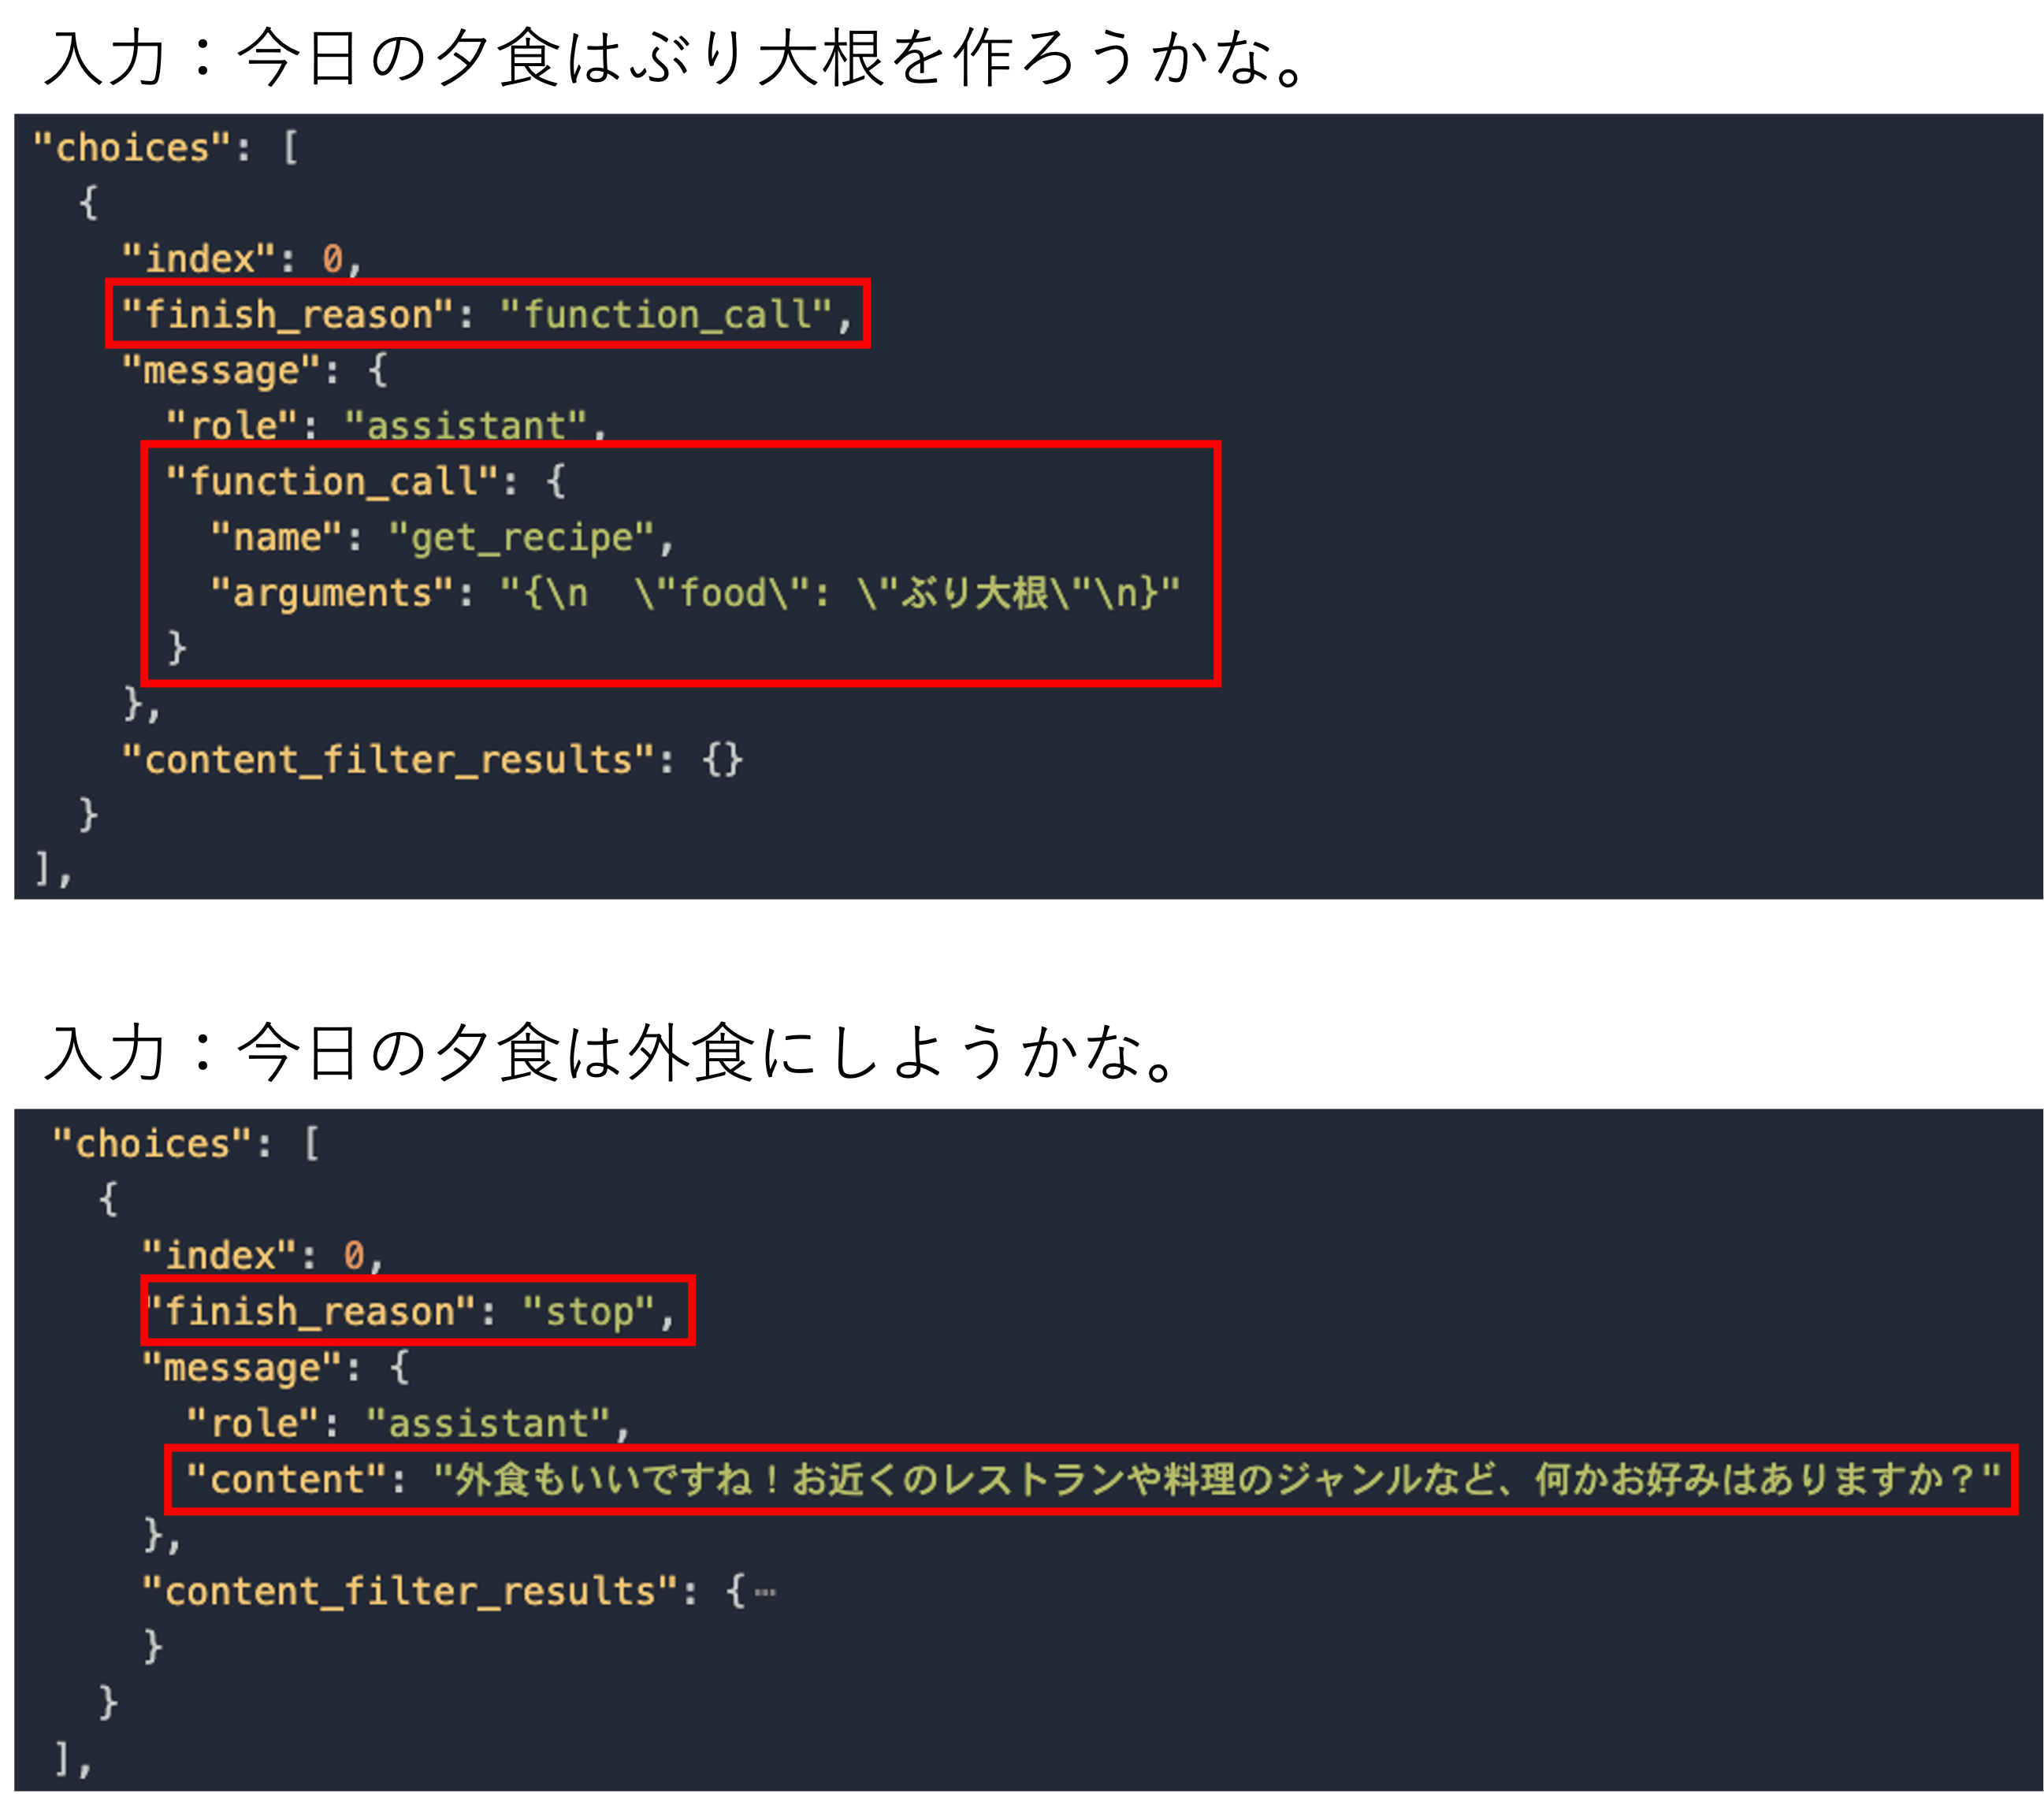 入力：今日の夕食はぶり大根を作ろうかな。
"choices": [
{
"index": 0,
"finish_reason": "function_call",
"message": {
"role": "assistant",
"function_call": {
"name": "get_recipe",
"arguments": "{\n  \"food\": \"ぶり大根\"\n}"
}
},
"content_filter_results": {}
}
],
入力：今日の夕食は外食にしようかな。
"choices": [
{
"index": 0,
"finish_reason": "stop",
"message": {
"role": "assistant",
"content": "外食もいいですね！お近くのレストランや料理のジャンルなど、何かお好みはありますか？"
},
"content_filter_results": {…
}
}
],